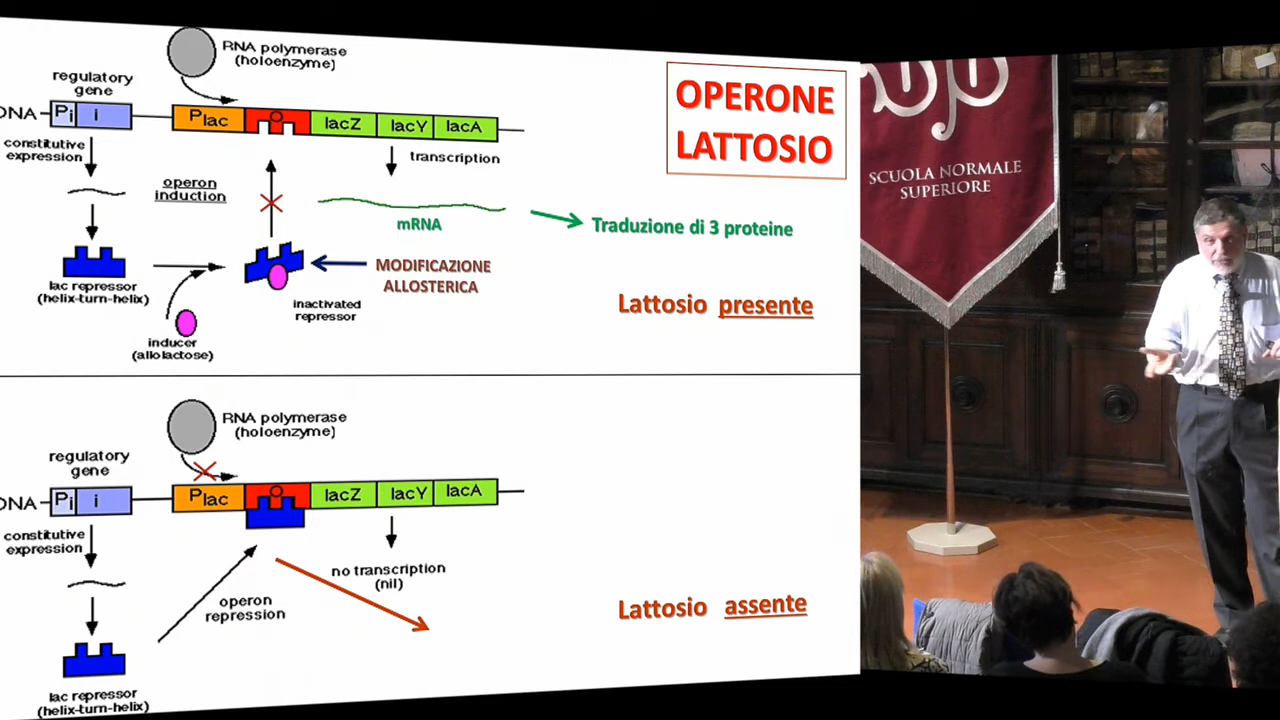 RNA polymerase
(holoenzyme)
regulatory
gene
DNA
Pi
i
Plac
o
lacZ
lacY
lacA
constitutive
expression
transcription
operon
induction
mRNA
Traduzione di 3 proteine
lac repressor
(helix-turn-helix)
MODIFICAZIONE
ALLOSTERICA
inactivated
repressor
inducer
(allolactose)
OPERONE
LATTOSIO
Lattosio presente
RNA polymerase
(holoenzyme)
regulatory
gene
DNA
Pi
i
Plac
o
lacZ
lacY
lacA
constitutive
expression
no transcription
(nil)
operon
repression
Lattosio assente
lac repressor
(helix-turn-helix)
SCUOLA NORMALE
SUPERIORE